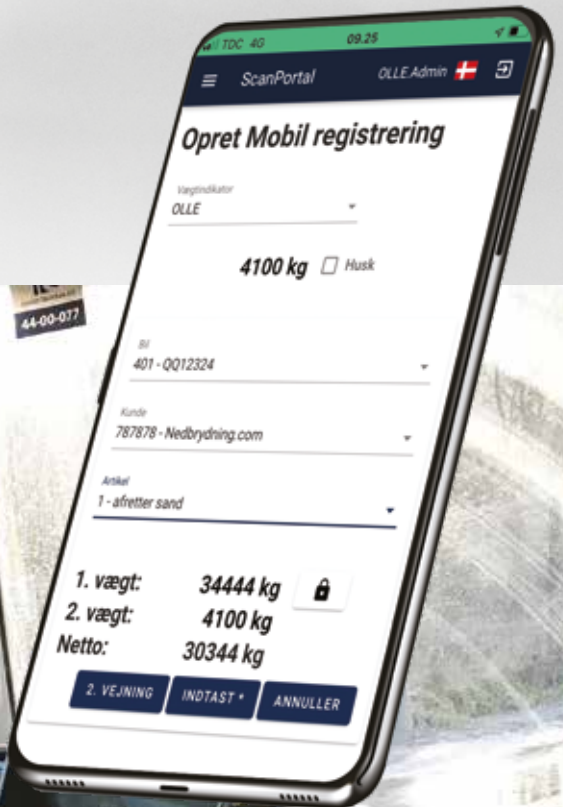 TDC 4G 09.25
ScanPortal OLLE.Admin
Opret Mobil registrering
Vægtindikator
OLLE
4100 kg Husk
44-00-077
Bil
401 - QQ12324
Kunde
787878 - Nedbrydning.com
Artikel
1 - afretter sand
1. vægt: 34444 kg
2. vægt: 4100 kg
Netto: 30344 kg
2. VEJNING INDTAST * ANNULLER